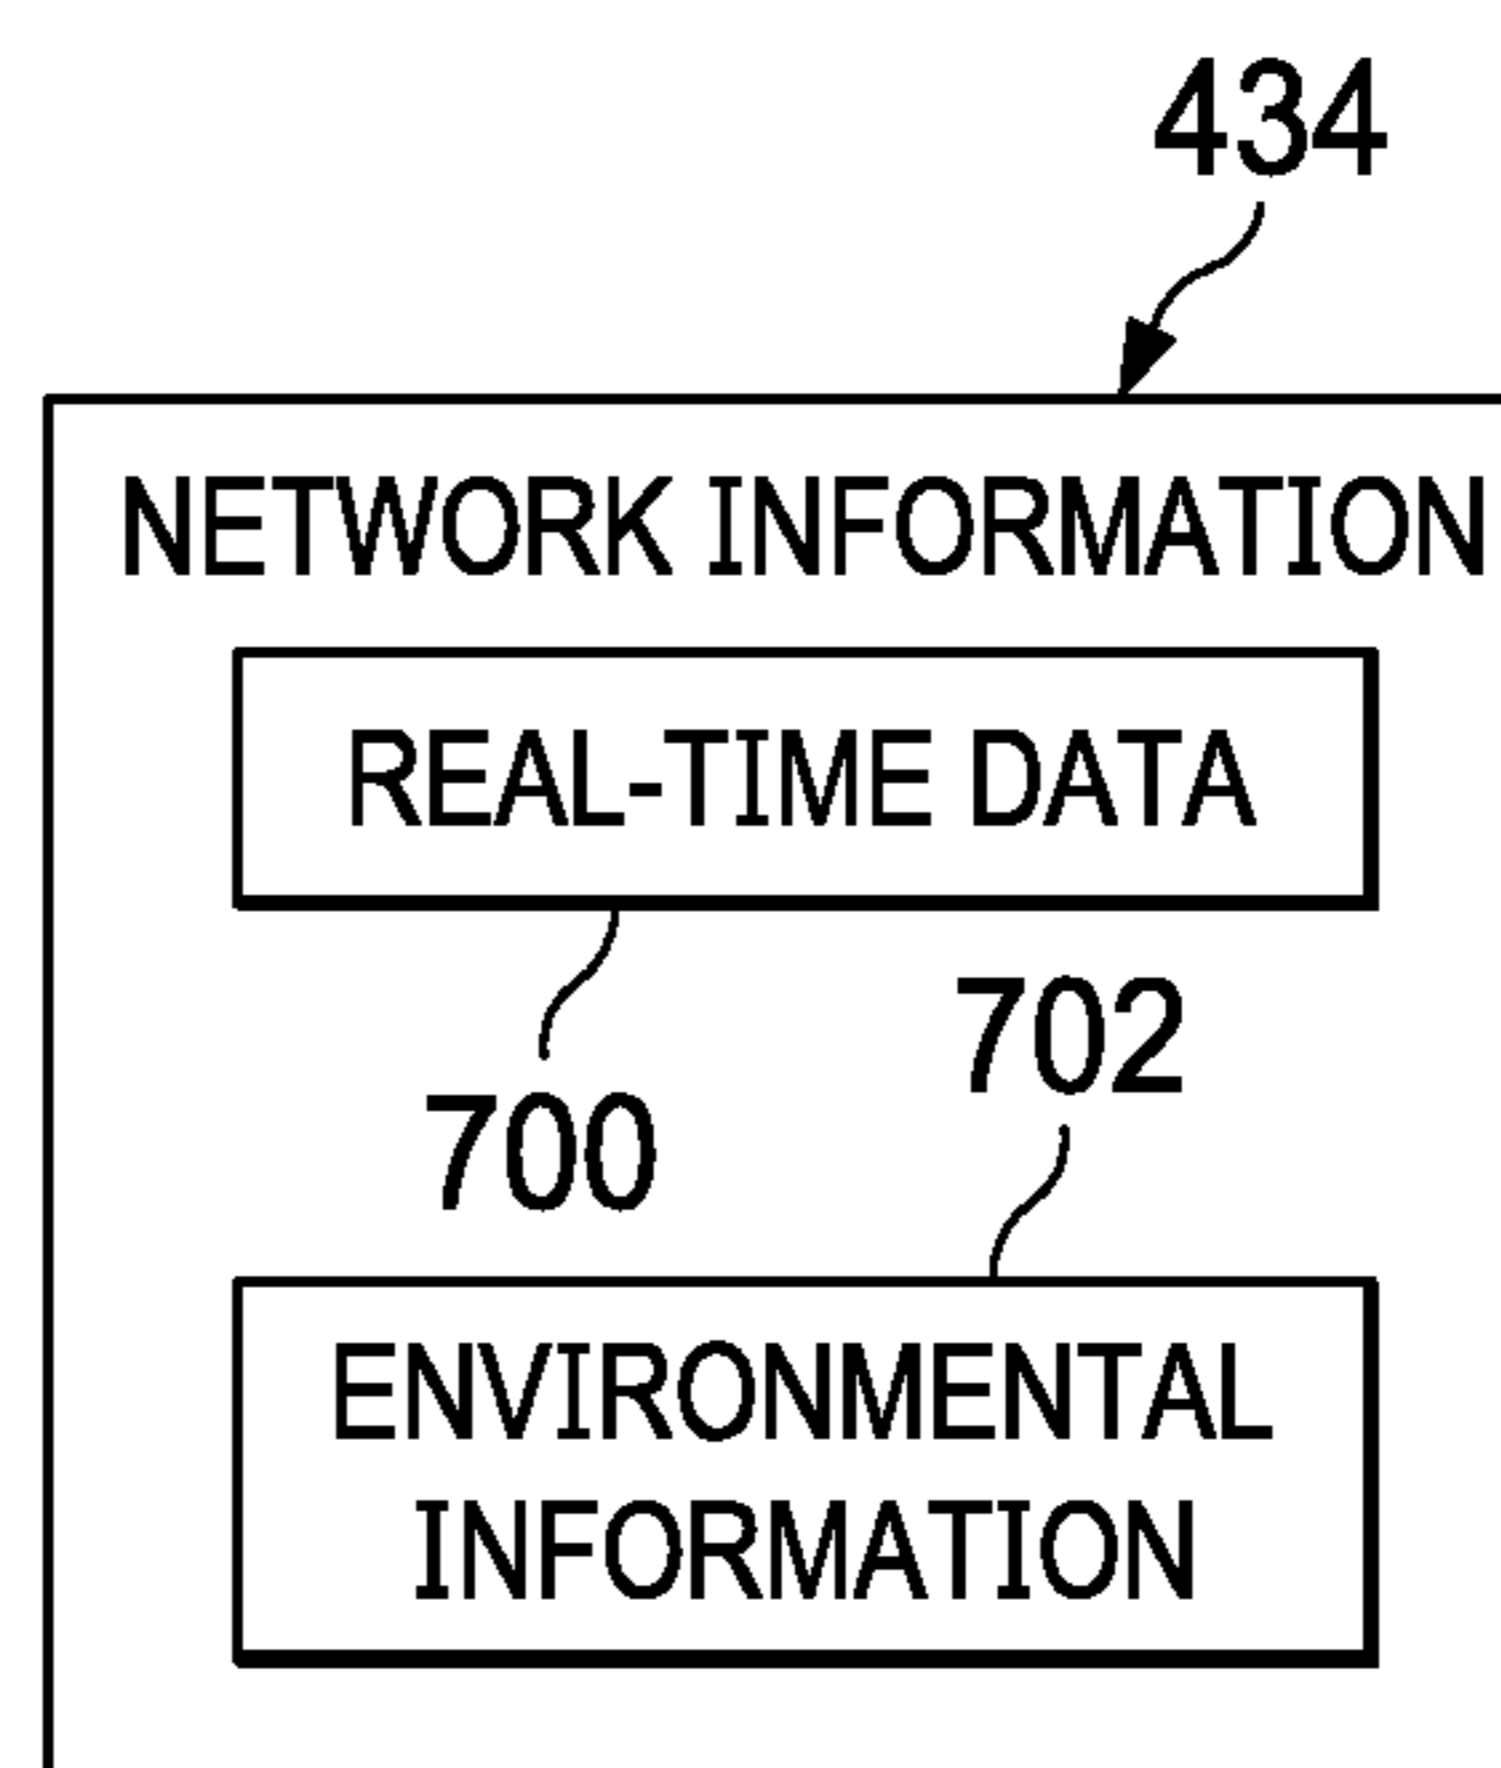 434
NETWORK INFORMATION
REAL-TIME DATA
702
700
ENVIRONMENTAL
INFORMATION